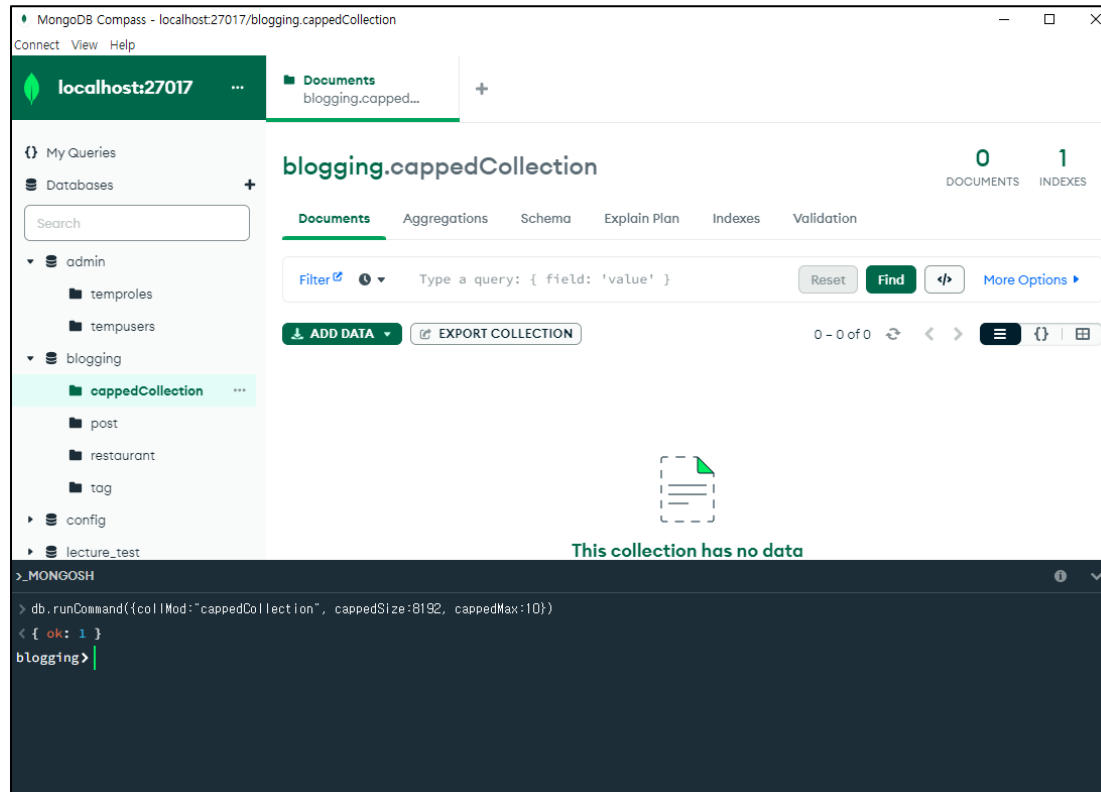 MongoDB Compass - localhost:27017/blogging.cappedCollection
Connect View Help
localhost:27017 ...
Documents
blogging.capped...
+
My Queries
Databases +
Search
admin
temproles
tempusers
blogging
cappedCollection ...
post
restaurant
tag
config
lecture_test
blogging.cappedCollection
0
DOCUMENTS
1
INDEXES
Documents Aggregations Schema Explain Plan Indexes Validation
Filter Type a query: { field: 'value' } Reset Find </> More Options
ADD DATA EXPORT COLLECTION 0 – 0 of 0 {}
This collection has no data
>_MONGOSH
> db.runCommand({collMod:"cappedCollection", cappedSize:8192, cappedMax:10})
< { ok: 1 }
blogging>